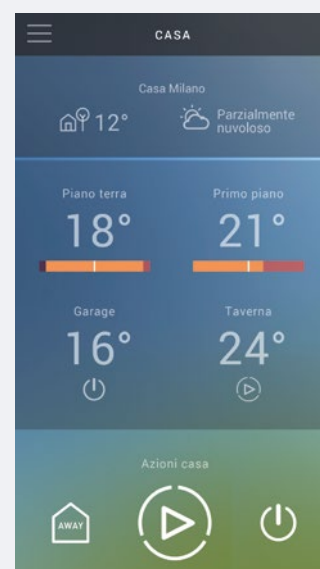 CASA
Casa Milano
12°
Parzialmente
nuvoloso
Piano terra
Primo piano
18°
21°
Garage
Taverna
16°
24°
Azioni casa
AWAY